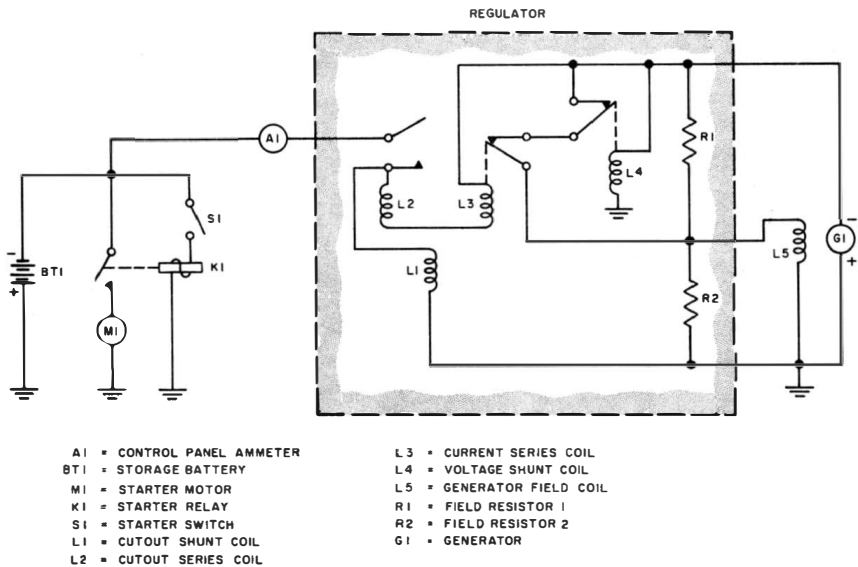 REGULATOR
A1
R1
L4
S1
L2
L3
L5
G1
-
+
-
BT1
+
K1
L1
R2
M1
A1 = CONTROL PANEL AMMETER
BT1 = STORAGE BATTERY
M1 = STARTER MOTOR
K1 = STARTER RELAY
S1 = STARTER SWITCH
L1 = CUTOUT SHUNT COIL
L2 = CUTOUT SERIES COIL
L3 = CURRENT SERIES COIL
L4 = VOLTAGE SHUNT COIL
L5 = GENERATOR FIELD COIL
R1 = FIELD RESISTOR 1
R2 = FIELD RESISTOR 2
G1 = GENERATOR